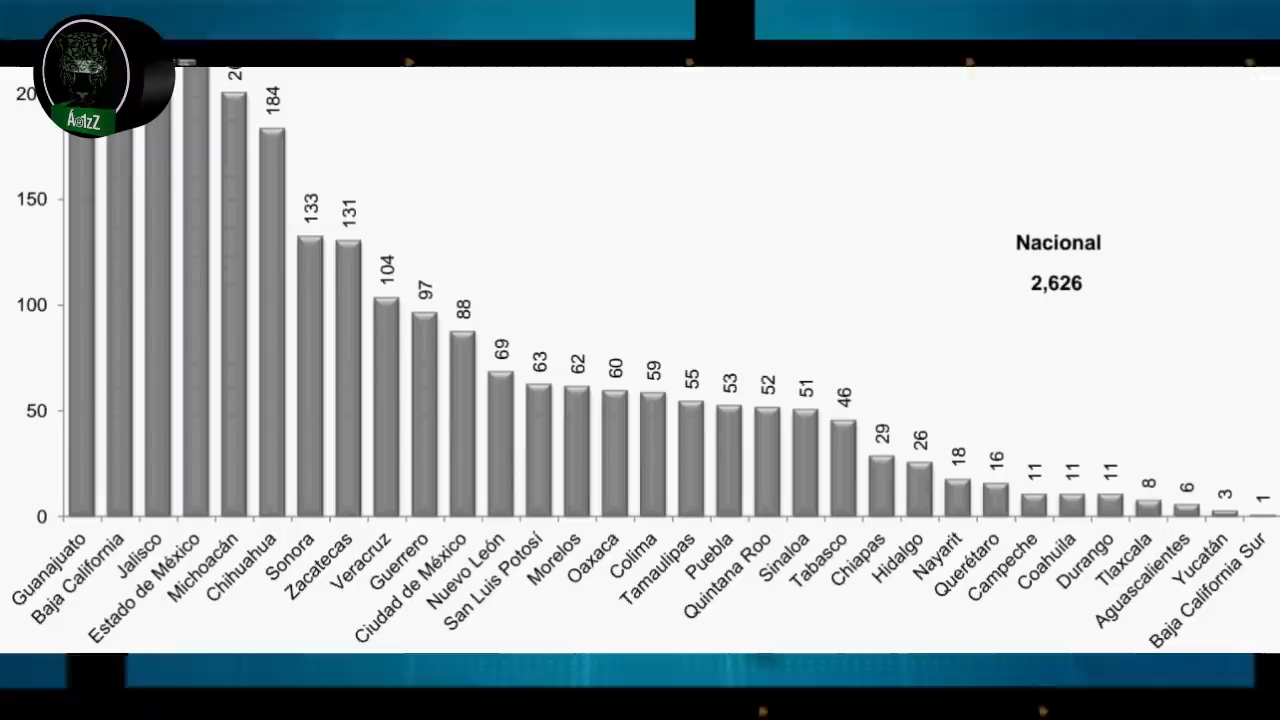 Á@1zZ
184
133
131
104
97
88
69
63
62
60
59
55
53
52
51
46
29
26
18
16
11
11
11
8
6
3
1
150
100
50
0
Nacional
2,626
Guanajuato
Baja California
Jalisco
Estado de México
Michoacán
Chihuahua
Sonora
Zacatecas
Veracruz
Guerrero
Ciudad de México
Nuevo León
San Luis Potosí
Morelos
Oaxaca
Colima
Tamaulipas
Puebla
Quintana Roo
Sinaloa
Tabasco
Chiapas
Hidalgo
Nayarit
Querétaro
Campeche
Coahuila
Durango
Tlaxcala
Aguascalientes
Yucatán
Baja California Sur